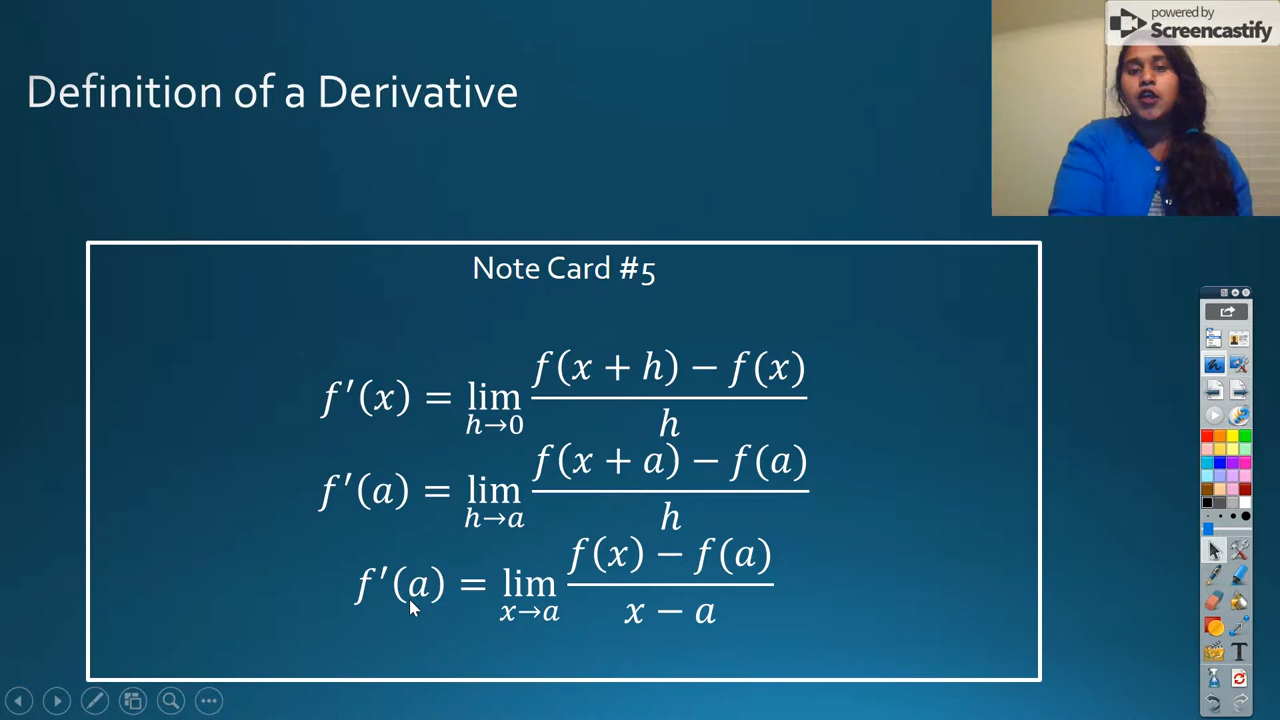 powered by
Screencastify
Definition of a Derivative
Note Card #5
f′(x) = lim h→0 f(x + h) − f(x) / h
f′(a) = lim h→a f(x + a) − f(a) / h
f′(a) = lim x→a f(x) − f(a) / x − a
T